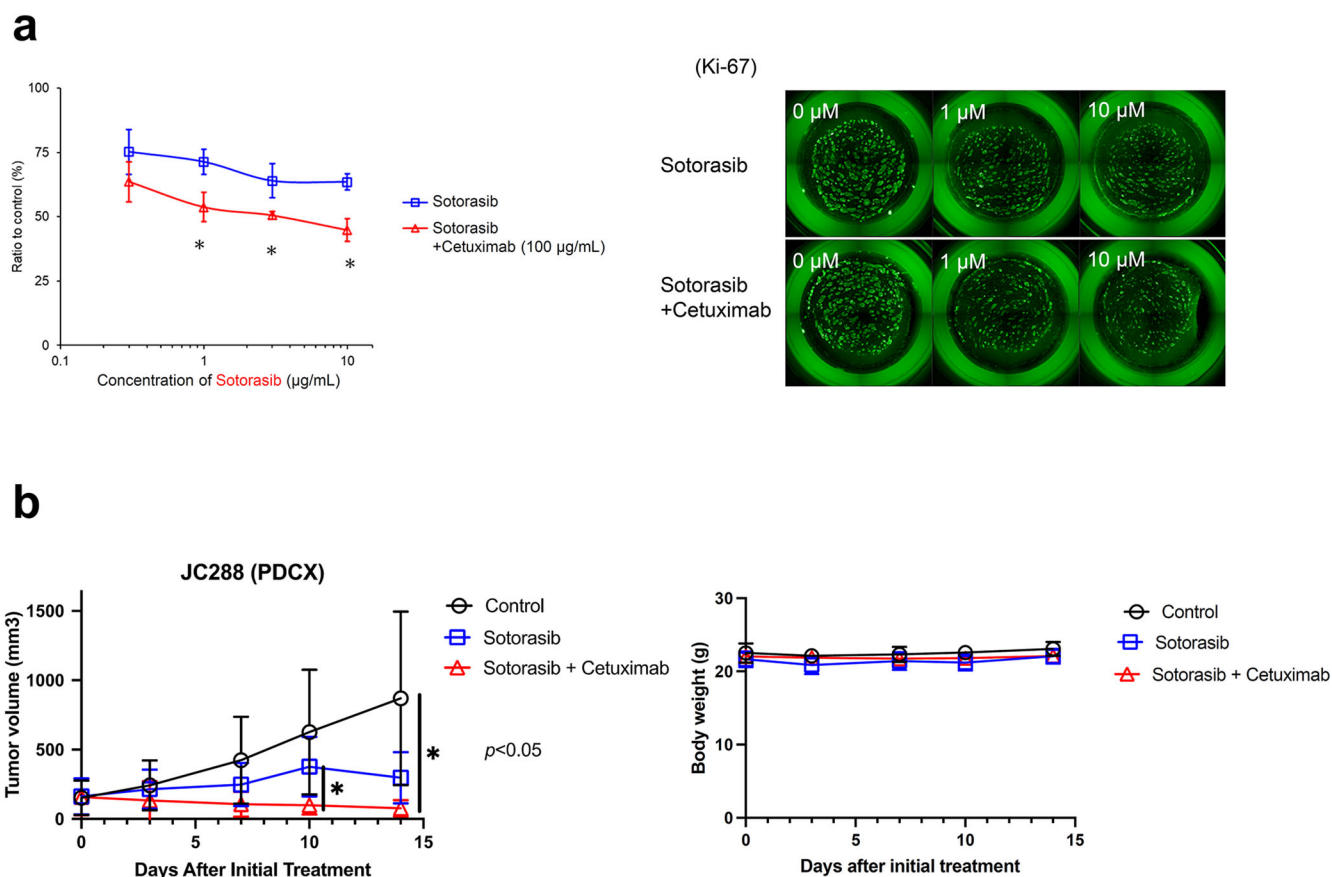 a
(Ki-67)
100
75
50
25
0
0.1
1
10
Ratio to control (%)
Concentration of Sotorasib (µg/mL)
*
*
*
Sotorasib
Sotorasib
+Cetuximab (100 µg/mL)
Sotorasib
0 µM
1 µM
10 µM
Sotorasib
+Cetuximab
0 µM
1 µM
10 µM
b
JC288 (PDCX)
Tumor volume (mm3)
1500
1000
500
0
0
5
10
15
Days After Initial Treatment
*
*
p<0.05
Control
Sotorasib
Sotorasib + Cetuximab
Body weight (g)
30
20
10
0
0
5
10
15
Days after initial treatment
Control
Sotorasib
Sotorasib + Cetuximab